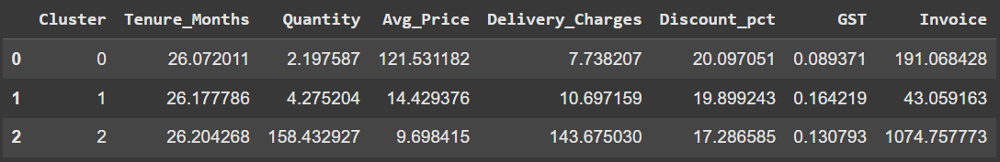 Cluster Tenure_Months Quantity Avg_Price Delivery_Charges Discount_pct GST Invoice
0 0 26.072011 2.197587 121.531182 7.738207 20.097051 0.089371 191.068428
1 1 26.177786 4.275204 14.429376 10.697159 19.899243 0.164219 43.059163
2 2 26.204268 158.432927 9.698415 143.675030 17.286585 0.130793 1074.757773